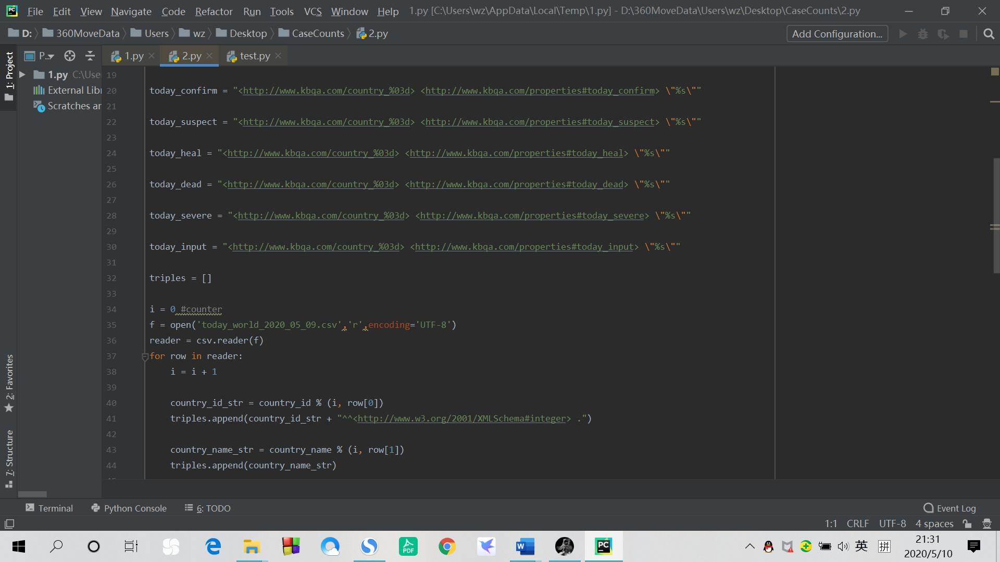 File Edit View Navigate Code Refactor Run Tools VCS Window Help 1.py [C:\Users\wz\AppData\Local\Temp\1.py] - D:\360MoveData\Users\wz\Desktop\CaseCounts\2.py
D: 360MoveData Users wz Desktop CaseCounts 2.py Add Configuration...
1: Project
P..
1.py 2.py test.py
1.py C:\Use
External Libr
Scratches ar
2: Favorites
7: Structure
19
20 today_confirm = "<http://www.kbqa.com/country_%03d> <http://www.kbqa.com/properties#today_confirm> \"%s\""
21
22 today_suspect = "<http://www.kbqa.com/country_%03d> <http://www.kbqa.com/properties#today_suspect> \"%s\""
23
24 today_heal = "<http://www.kbqa.com/country_%03d> <http://www.kbqa.com/properties#today_heal> \"%s\""
25
26 today_dead = "<http://www.kbqa.com/country_%03d> <http://www.kbqa.com/properties#today_dead> \"%s\""
27
28 today_severe = "<http://www.kbqa.com/country_%03d> <http://www.kbqa.com/properties#today_severe> \"%s\""
29
30 today_input = "<http://www.kbqa.com/country_%03d> <http://www.kbqa.com/properties#today_input> \"%s\""
31
32 triples = []
33
34 i = 0 #counter
35 f = open('today_world_2020_05_09.csv','r',encoding='UTF-8')
36 reader = csv.reader(f)
37 for row in reader:
38 i = i + 1
39
40 country_id_str = country_id % (i, row[0])
41 triples.append(country_id_str + "^^<http://www.w3.org/2001/XMLSchema#integer> .")
42
43 country_name_str = country_name % (i, row[1])
44 triples.append(country_name_str)
Terminal Python Console 6: TODO Event Log
1:1 CRLF UTF-8 4 spaces
PDF W PC 英 拼 21:31
2020/5/10